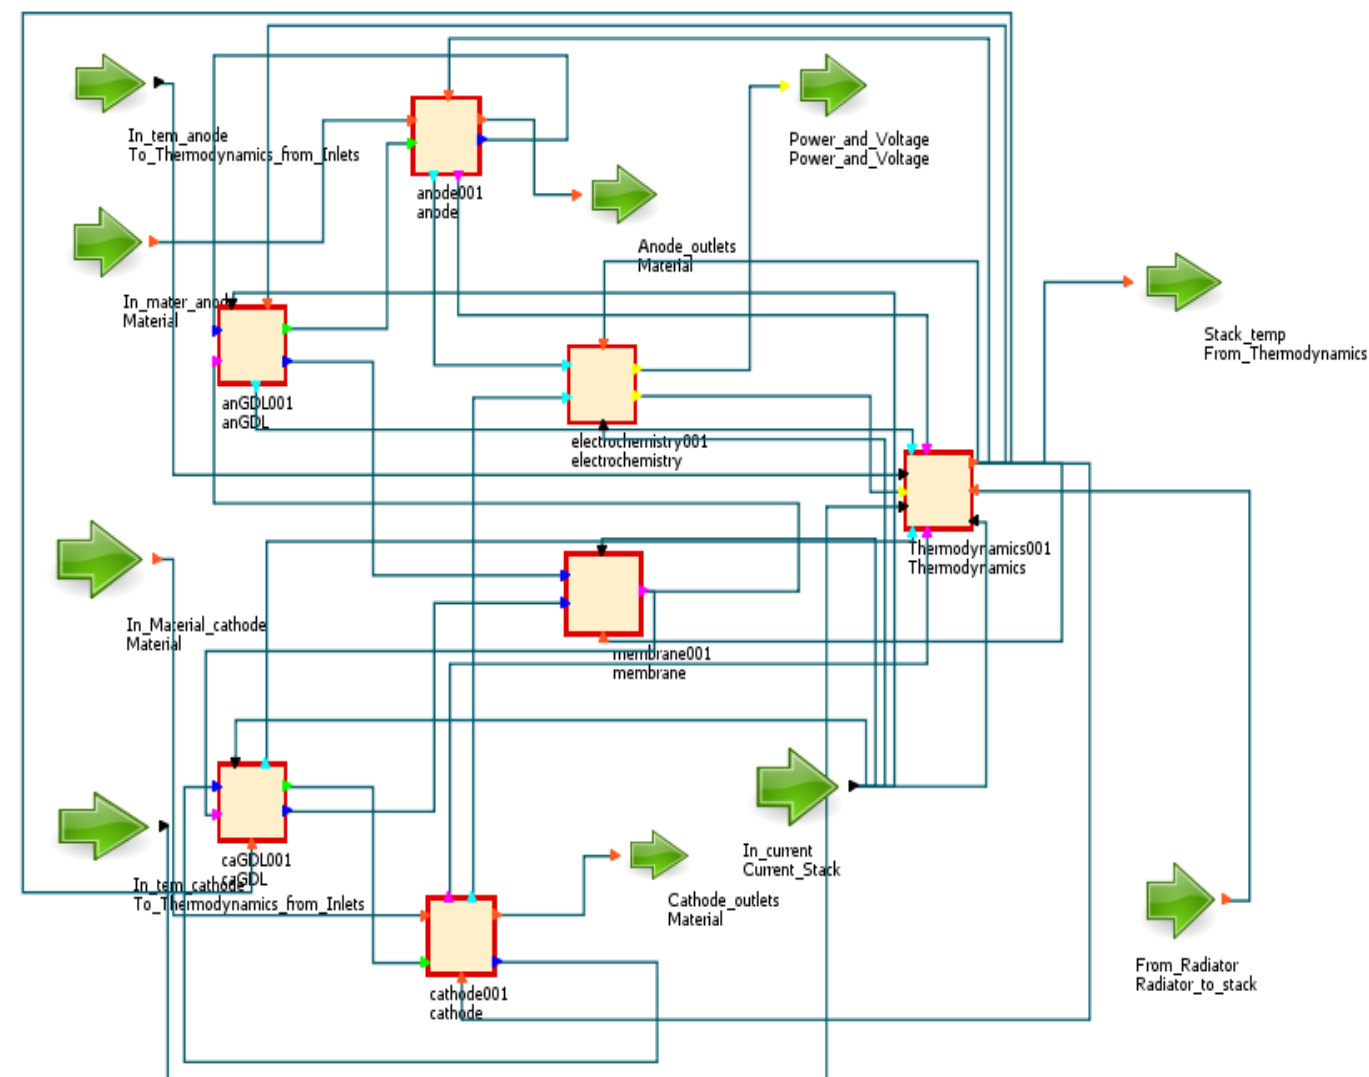 In_tem_anode
To_Thermodynamics_from_Inlets
Power_and_Voltage
Power_and_Voltage
anode001
anode
Anode_outlets
Material
In_mater_anode
Material
Stack_temp
From_Thermodynamics
anGDL001
anGDL
electrochemistry001
electrochemistry
Thermodynamics001
Thermodynamics
In_Material_cathode
Material
membrane001
membrane
In_current
Current_Stack
caGDL001
caGDL
In_tem_cathode
To_Thermodynamics_from_Inlets
Cathode_outlets
Material
From_Radiator
Radiator_to_stack
cathode001
cathode